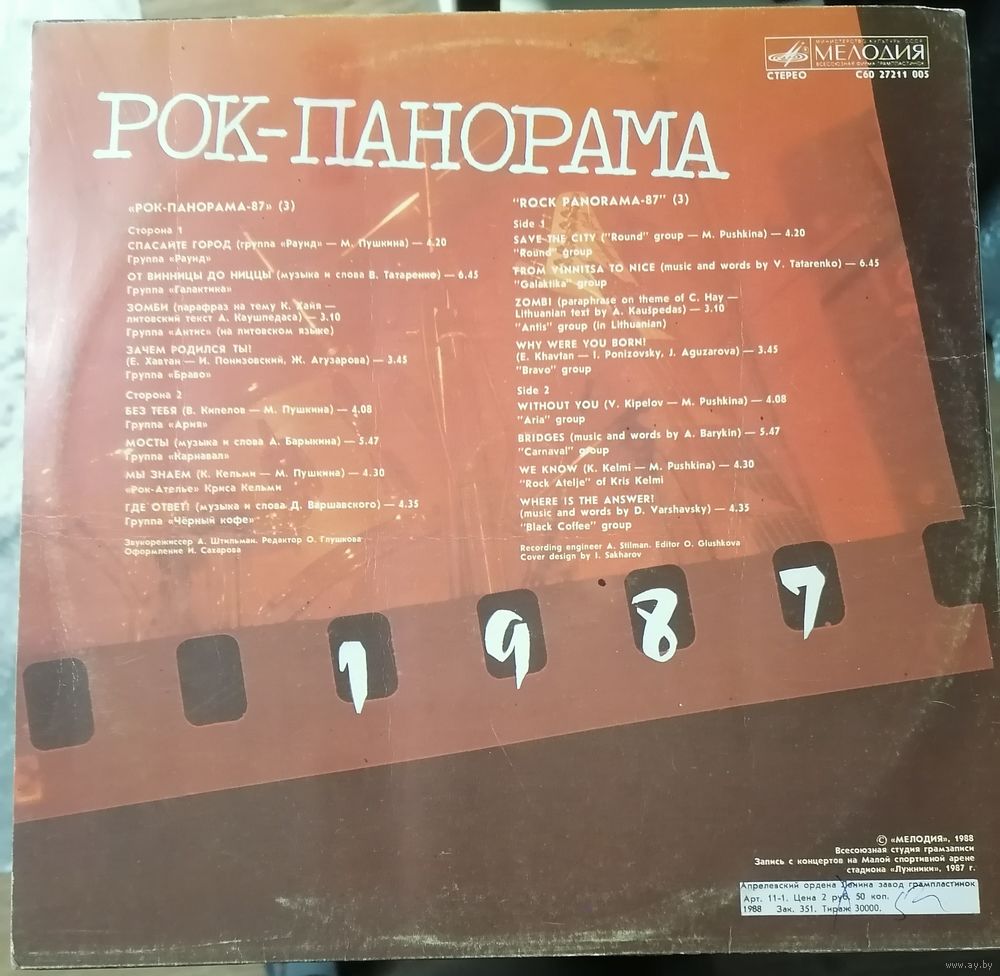 МИНИСТЕРСТВО КУЛЬТУРЫ СССР
МЕЛОДИЯ
ВСЕСОЮЗНАЯ ФИРМА ГРАМПЛАСТИНОК
СТЕРЕО С60 27211 005
РОК-ПАНОРАМА
«РОК-ПАНОРАМА-87» (3)
Сторона 1
СПАСАЙТЕ ГОРОД (группа «Раунд» — М. Пушкина) — 4.20
Группа «Раунд»
ОТ ВИННИЦЫ ДО НИЦЦЫ (музыка и слова В. Татаренко) — 6.45
Группа «Галактика»
ЗОМБИ (парафраз на тему К. Хайя —
литовский текст А. Каушпедаса) — 3.10
Группа «Антис» (на литовском языке)
ЗАЧЕМ РОДИЛСЯ ТЫ?
(Е. Хавтан — И. Понизовский, Ж. Агузарова) — 3.45
Группа «Браво»
Сторона 2
БЕЗ ТЕБЯ (В. Кипелов — М. Пушкина) — 4.08
Группа «Ария»
МОСТЫ (музыка и слова А. Барыкина) — 5.47
Группа «Карнавал»
МЫ ЗНАЕМ (К. Кельми — М. Пушкина) — 4.30
«Рок-Ателье» Криса Кельми
ГДЕ ОТВЕТ? (музыка и слова Д. Варшавского) — 4.35
Группа «Чёрный кофе»
Звукорежиссер А. Штильман. Редактор О. Глушкова
Оформление И. Сахарова
"ROCK PANORAMA-87" (3)
Side 1
SAVE THE CITY ("Round" group — M. Pushkina) — 4.20
"Round" group
FROM VINNITSA TO NICE (music and words by V. Tatarenko) — 6.45
"Galaktika" group
ZOMBI (paraphrase on theme of C. Hay —
Lithuanian text by A. Kaušpedas) — 3.10
"Antis" group (in Lithuanian)
WHY WERE YOU BORN?
(E. Khavtan — I. Ponizovsky, J. Aguzarova) — 3.45
"Bravo" group
Side 2
WITHOUT YOU (V. Kipelov — M. Pushkina) — 4.08
"Aria" group
BRIDGES (music and words by A. Barykin) — 5.47
"Carnaval" group
WE KNOW (K. Kelmi — M. Pushkina) — 4.30
"Rock Atelje" of Kris Kelmi
WHERE IS THE ANSWER?
(music and words by D. Varshavsky) — 4.35
"Black Coffee" group
Recording engineer A. Stilman. Editor O. Glushkova
Cover design by I. Sakharov
1987
© «МЕЛОДИЯ», 1988
Всесоюзная студия грамзаписи
Запись с концертов на Малой спортивной арене
стадиона «Лужники», 1987 г.
Апрелевский ордена Ленина завод грампластинок
Арт. 11-1. Цена 2 руб. 50 коп.
1988 Зак. 351. Тираж 30000.
www.ay.by